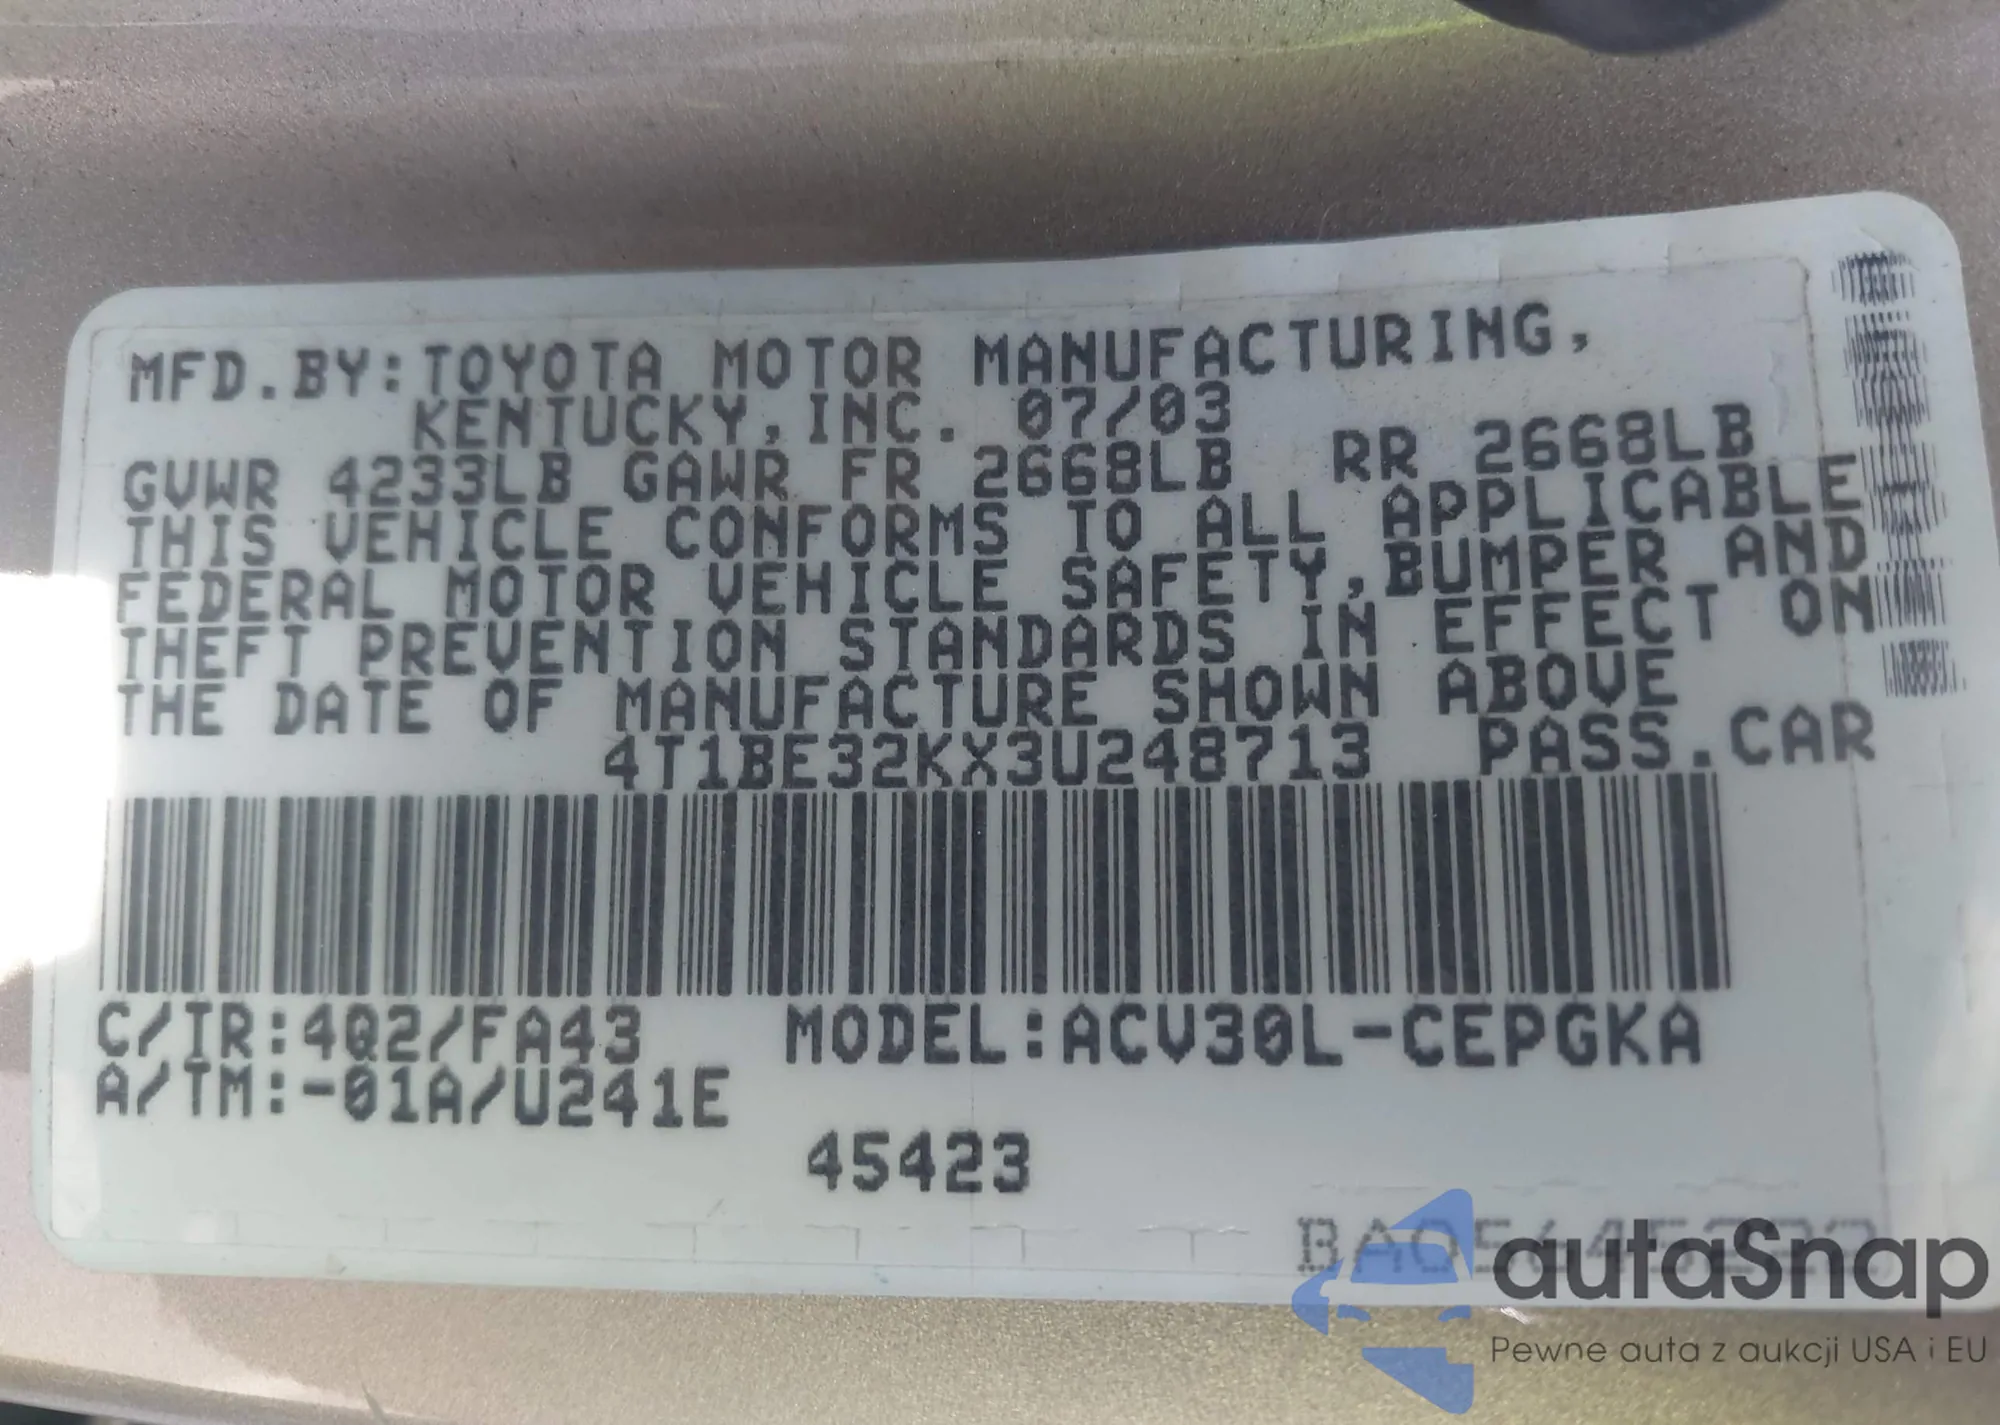 MFD.BY:TOYOTA MOTOR MANUFACTURING,
KENTUCKY,INC. 07/03
GVWR 4233LB GAWR FR 2668LB RR 2668LB
THIS VEHICLE CONFORMS TO ALL APPLICABLE
FEDERAL MOTOR VEHICLE SAFETY,BUMPER AND
THEFT PREVENTION STANDARDS IN EFFECT ON
THE DATE OF MANUFACTURE SHOWN ABOVE
4T1BE32KX3U248713 PASS.CAR
C/TR:4Q2/FA43 MODEL:ACV30L-CEPGKA
A/TM:-01A/U241E
45423
autaSnap
Pewne auta z aukcji USA i EU